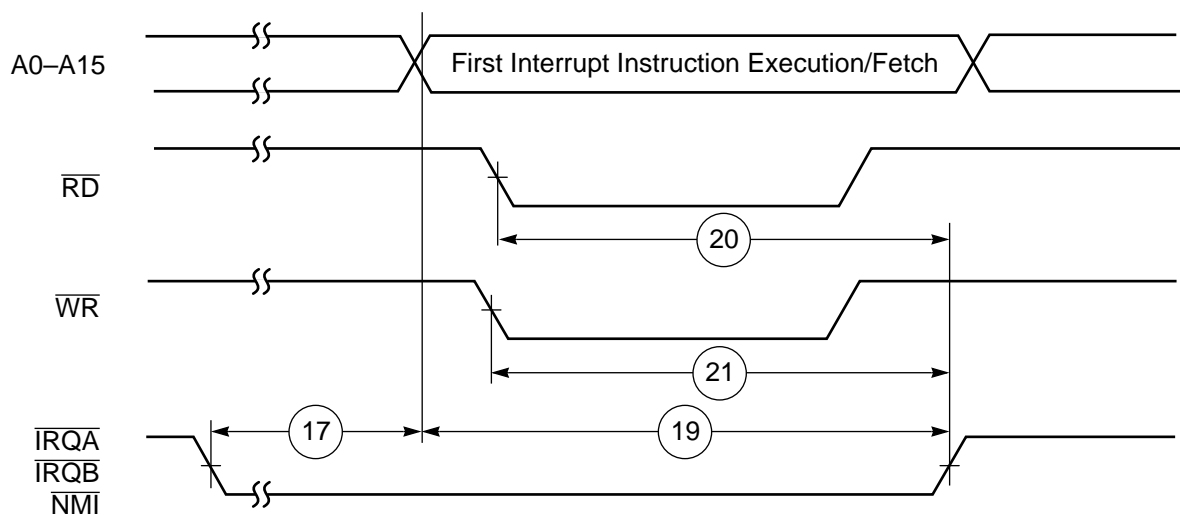 A0–A15
First Interrupt Instruction Execution/Fetch
RD
20
WR
21
17
19
IRQA
IRQB
NMI